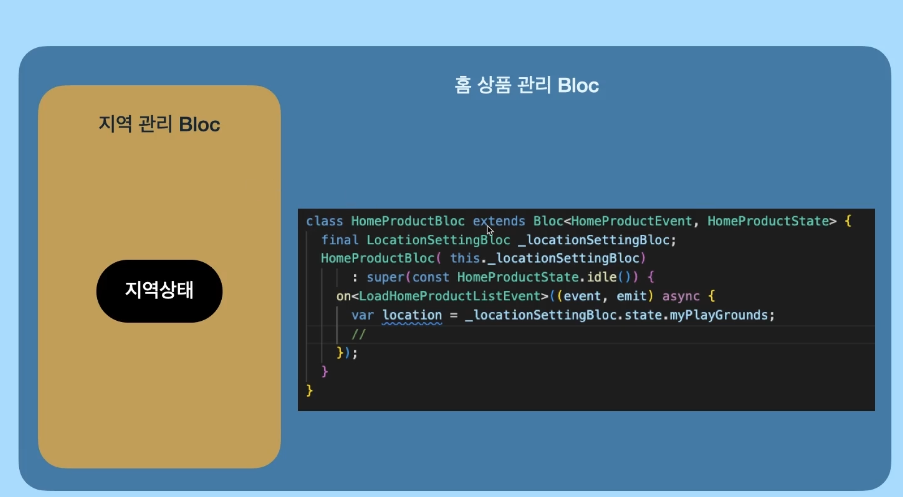 홈 상품 관리 Bloc
지역 관리 Bloc
지역상태
class HomeProductBloc extends Bloc<HomeProductEvent, HomeProductState> {
final LocationSettingBloc _locationSettingBloc;
HomeProductBloc( this._locationSettingBloc)
: super(const HomeProductState.idle()) {
on<LoadHomeProductListEvent>((event, emit) async {
var location = _locationSettingBloc.state.myPlayGrounds;
//
});
}
}